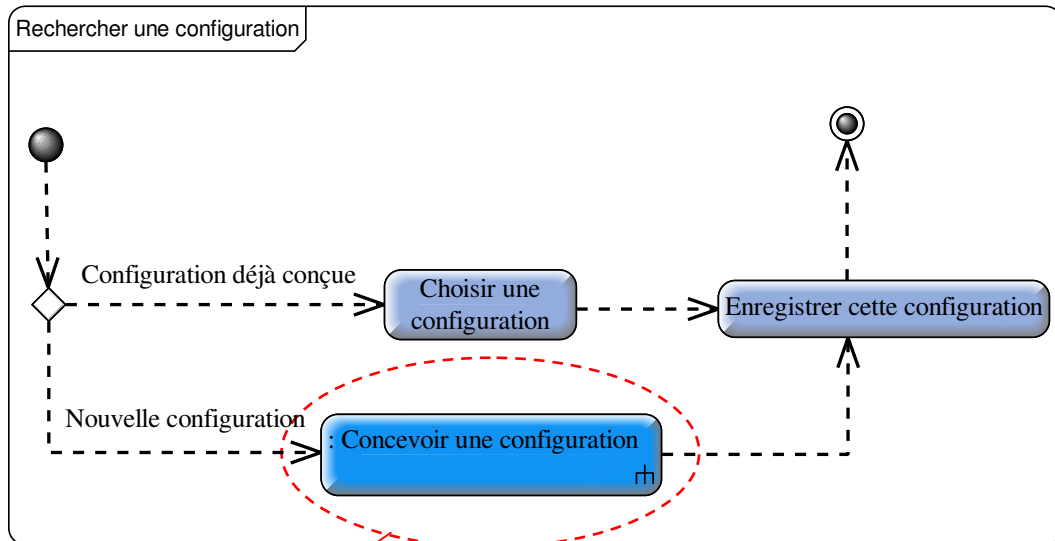 Rechercher une configuration
Configuration déjà conçue
Choisir une
configuration
Enregistrer cette configuration
Nouvelle configuration
: Concevoir une configuration